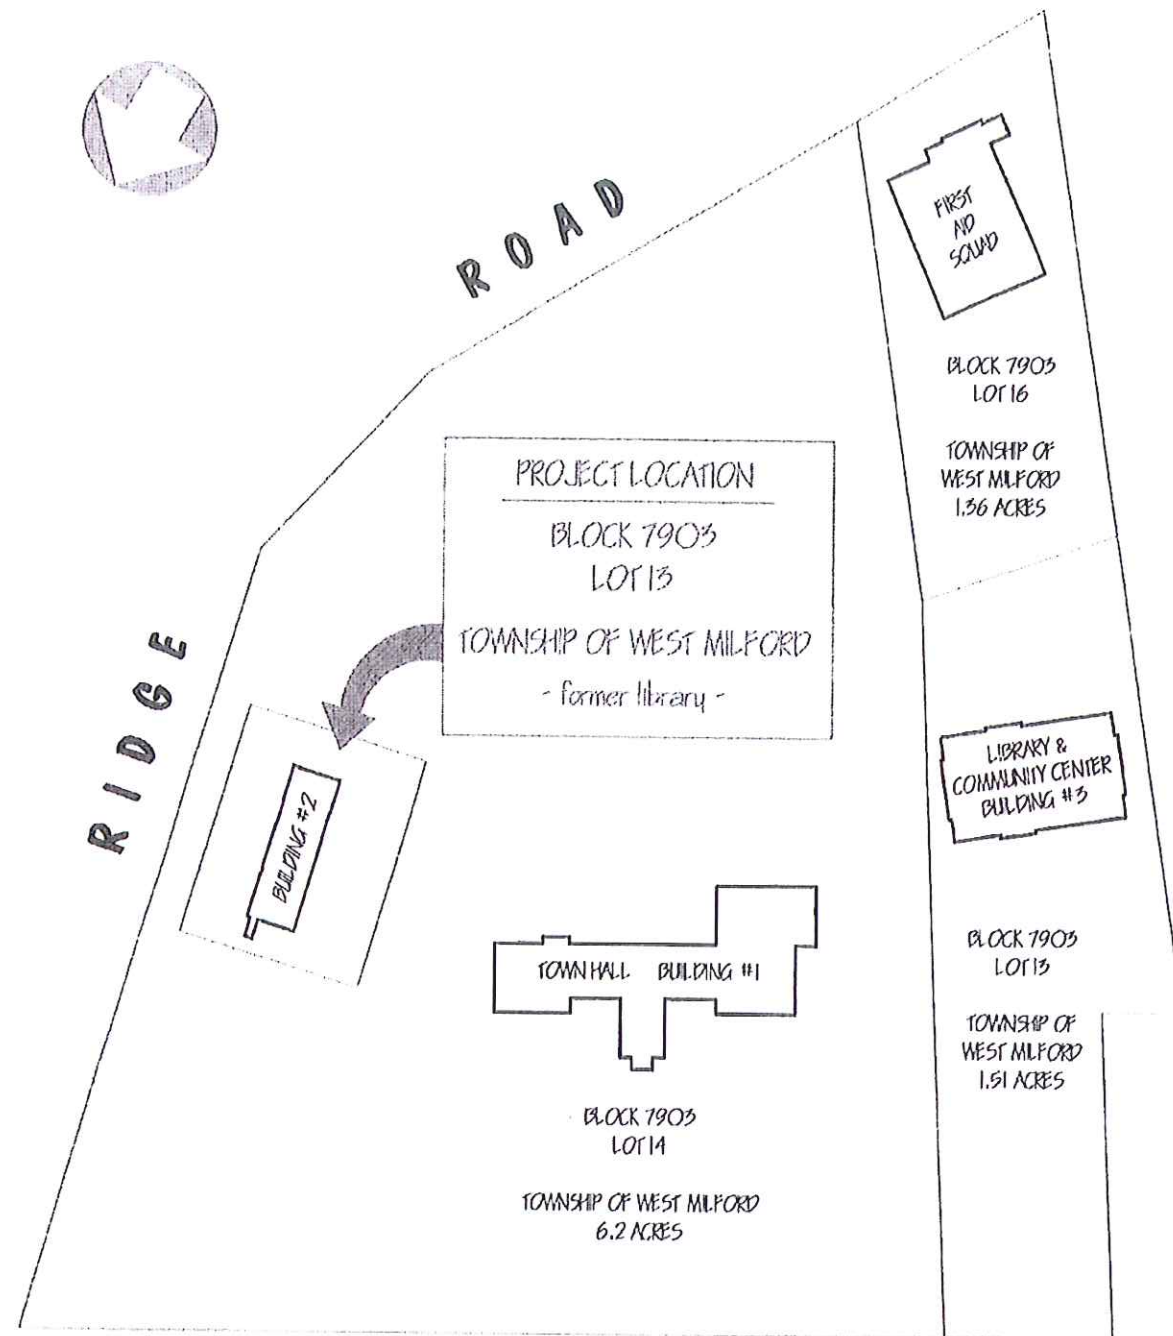 RIDGE ROAD
FIRST
AID
SQUAD
BLOCK 7903
LOT 16
TOWNSHIP OF
WEST MILFORD
1.36 ACRES
PROJECT LOCATION
BLOCK 7903
LOT 13
TOWNSHIP OF WEST MILFORD
- former library -
BUILDING #2
LIBRARY &
COMMUNITY CENTER
BUILDING #3
BLOCK 7903
LOT 13
TOWNSHIP OF
WEST MILFORD
1.51 ACRES
TOWN HALL BUILDING #1
BLOCK 7903
LOT 14
TOWNSHIP OF WEST MILFORD
6.2 ACRES